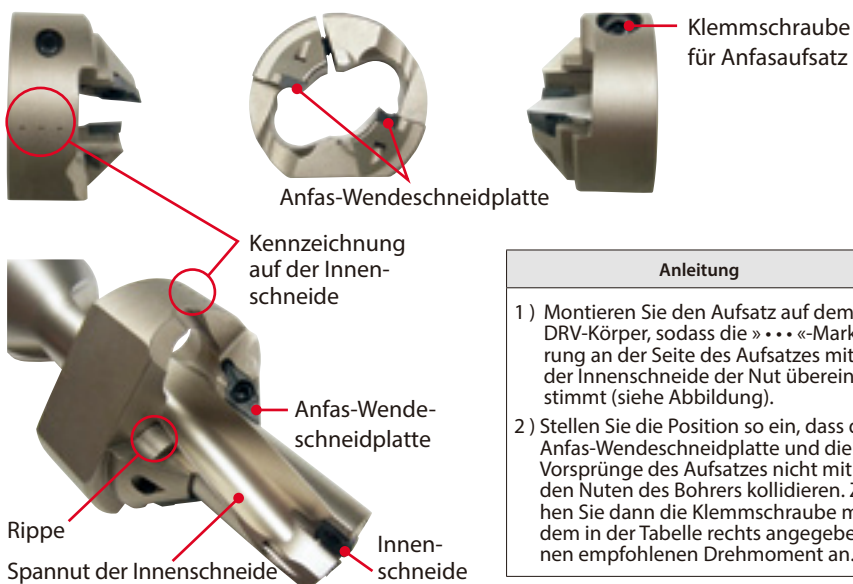 Klemmschraube
für Anfasaufsatz
Anfas-Wendeschneidplatte
Kennzeichnung
auf der Innen-
schneide
Anfas-Wende-
schneidplatte
Rippe
Spannut der Innenschneide
Innen-
schneide
Anleitung
1 ) Montieren Sie den Aufsatz auf dem
DRV-Körper, sodass die » • • • «-Mark
rung an der Seite des Aufsatzes mit
der Innenschneide der Nut überein
stimmt (siehe Abbildung).
2 ) Stellen Sie die Position so ein, dass
Anfas-Wendeschneidplatte und die
Vorsprünge des Aufsatzes nicht mit
den Nuten des Bohrers kollidieren.
hen Sie dann die Klemmschraube
dem in der Tabelle rechts angegebe
nen empfohlenen Drehmoment an.